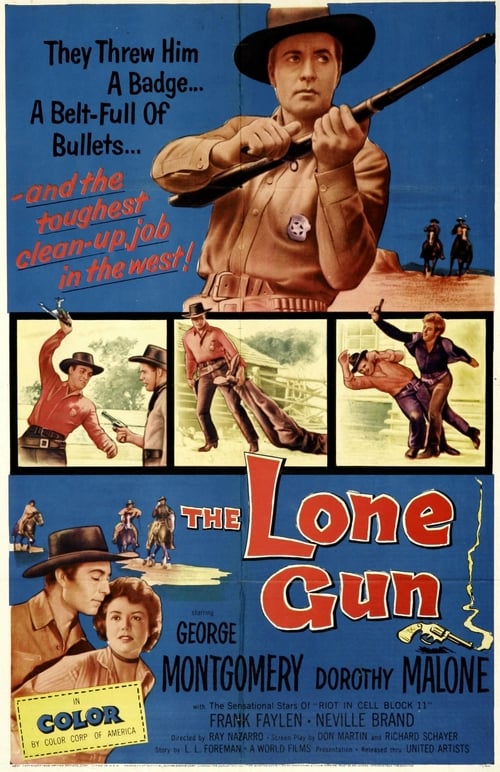 They Threw Him
A Badge...
A Belt-Full Of
Bullets...
-and the
toughest
clean-up job
in the west!
THE LONE
GUN
starring
GEORGE
MONTGOMERY DOROTHY MALONE
with The Sensational Stars Of "RIOT IN CELL BLOCK 11"
FRANK FAYLEN · NEVILLE BRAND
Directed by RAY NAZARRO · Screen Play by DON MARTIN and RICHARD SCHAYER
Story by L. L. FOREMAN · A WORLD FILMS Presentation · Released thru UNITED ARTISTS
IN
COLOR
BY COLOR CORP OF AMERICA